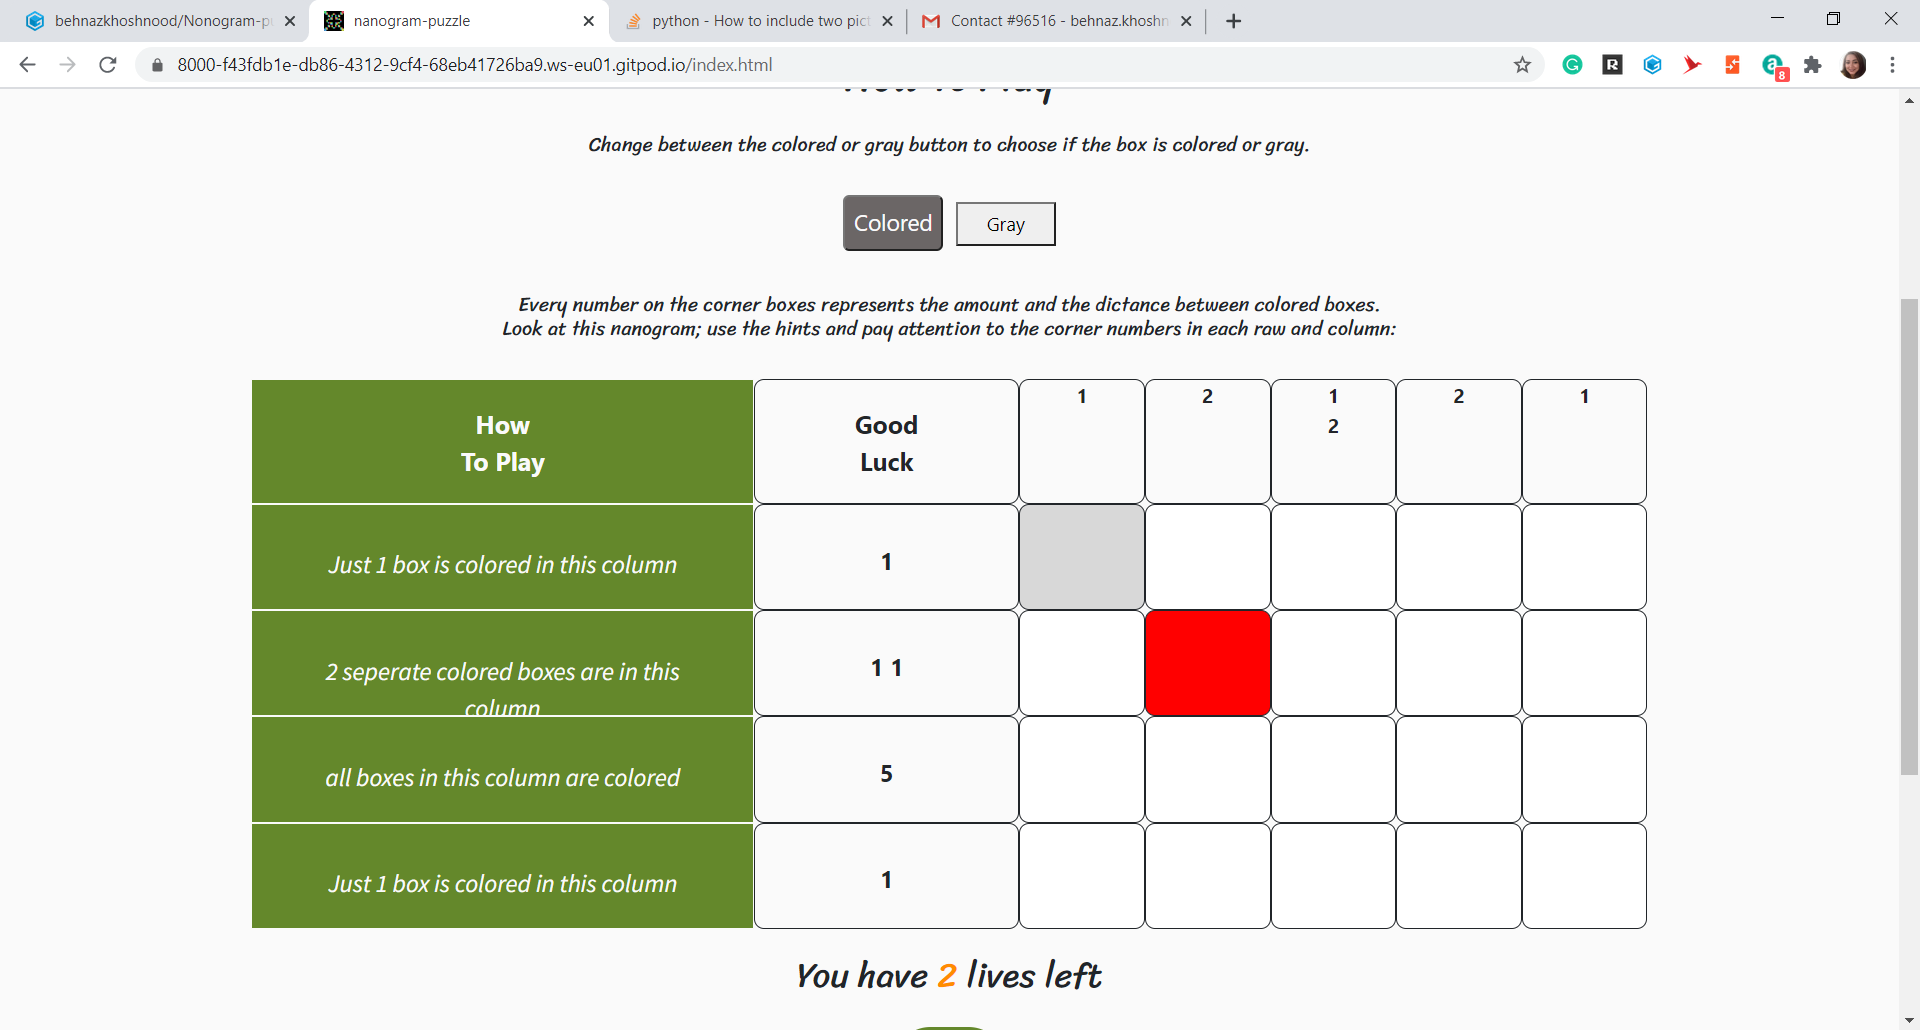 behnazkhoshnood/Nonogram-pu
nanogram-puzzle
python - How to include two pict
Contact #96516 - behnaz.khoshn
8000-f43fdb1e-db86-4312-9cf4-68eb41726ba9.ws-eu01.gitpod.io/index.html
8
How To Play
Change between the colored or gray button to choose if the box is colored or gray.
Colored
Gray
Every number on the corner boxes represents the amount and the dictance between colored boxes.
Look at this nanogram; use the hints and pay attention to the corner numbers in each raw and column:
How
To Play
Good
Luck
1
2
1
2
2
1
Just 1 box is colored in this column
1
2 seperate colored boxes are in this
column
1 1
all boxes in this column are colored
5
Just 1 box is colored in this column
1
You have 2 lives left